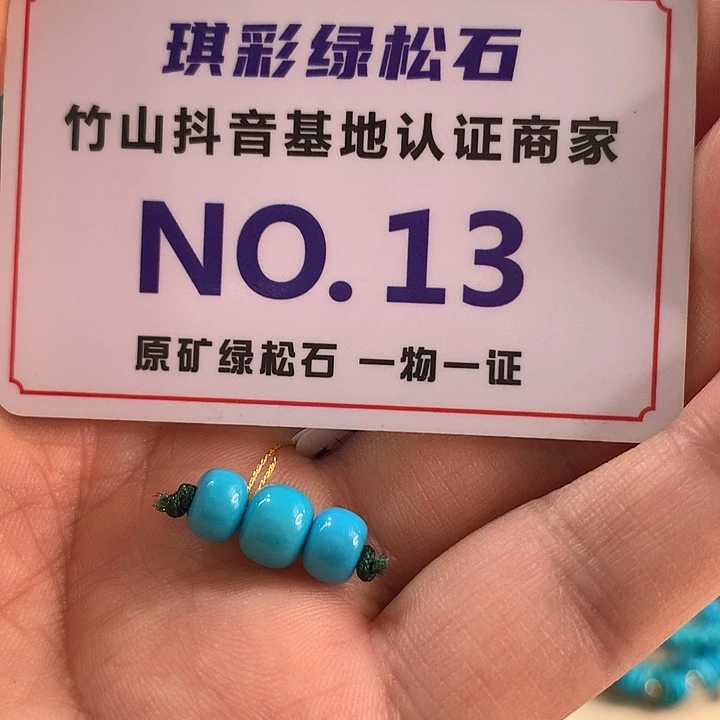 琪彩绿松石
竹山抖音基地认证商家
NO.13
原矿绿松石 一物一证